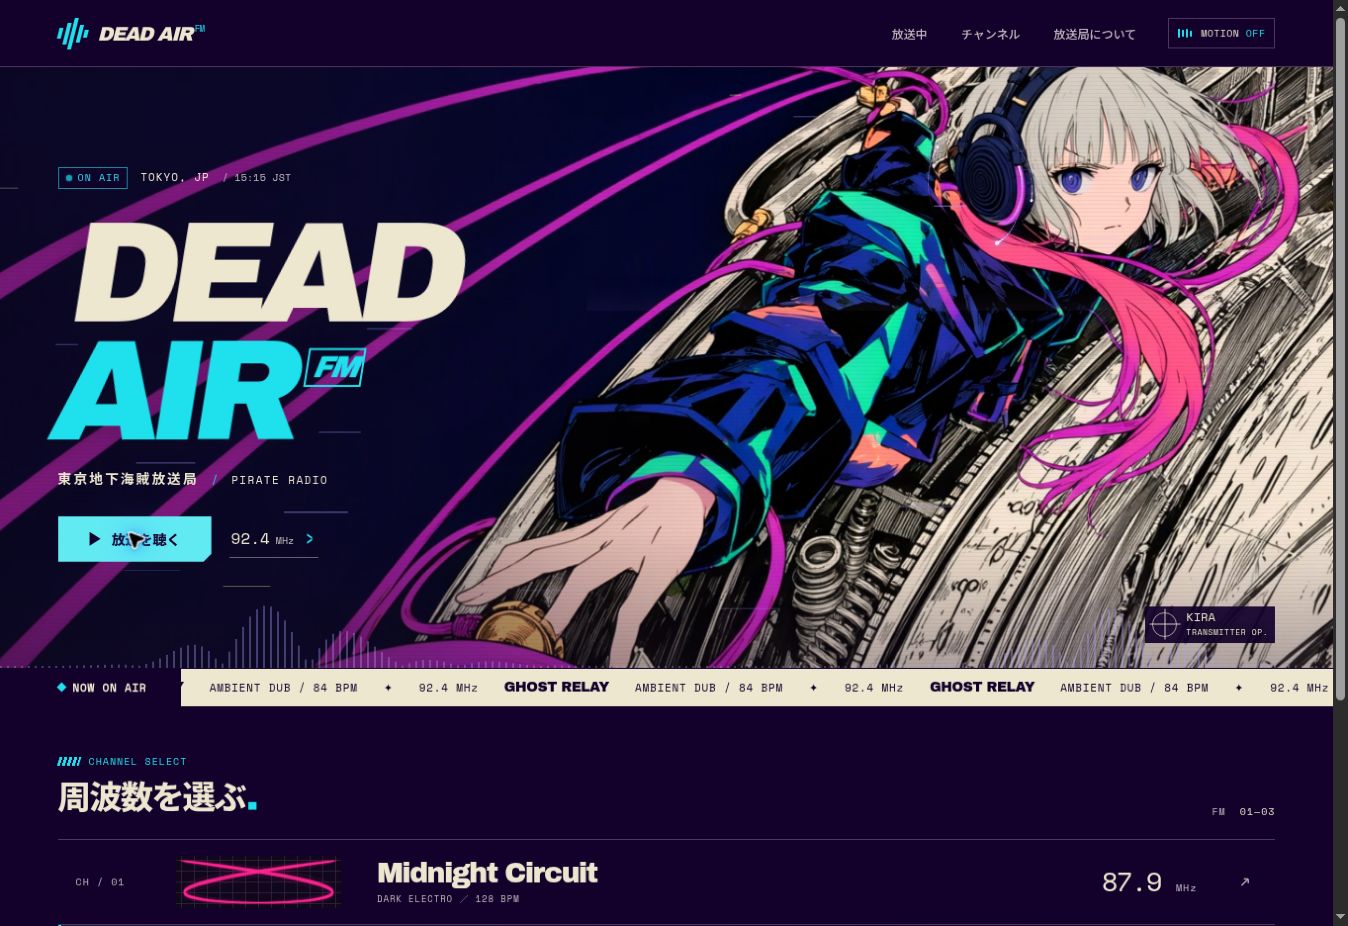 DEAD AIR FM
放送中
チャンネル
放送局について
MOTION OFF
ON AIR
TOKYO, JP / 15:15 JST
DEAD
AIR FM
東京地下海賊放送局 / PIRATE RADIO
放送を聴く
92.4 MHz
KIRA
TRANSMITTER OP.
NOW ON AIR
AMBIENT DUB / 84 BPM ✦ 92.4 MHz GHOST RELAY AMBIENT DUB / 84 BPM ✦ 92.4 MHz GHOST RELAY AMBIENT DUB / 84 BPM ✦ 92.4 MHz
CHANNEL SELECT
周波数を選ぶ.
FM 01—03
CH / 01
Midnight Circuit
DARK ELECTRO ／ 128 BPM
87.9 MHz